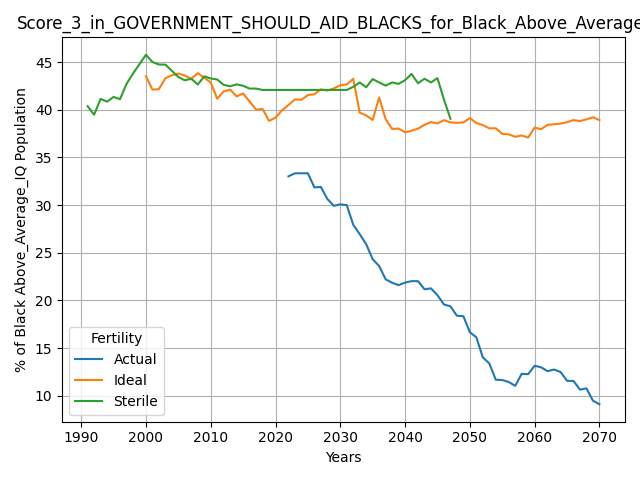 Score_3_in_GOVERNMENT_SHOULD_AID_BLACKS_for_Black_Above_Average
% of Black Above_Average_IQ Population
45
40
35
30
25
20
15
10
Fertility
Actual
Ideal
Sterile
1990 2000 2010 2020 2030 2040 2050 2060 2070
Years